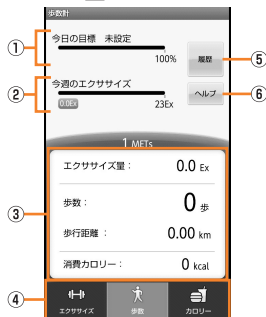 歩数計
① 今日の目標 未設定
100%
履歴 ⑤
② 今週のエクササイズ
0.0Ex
23Ex
ヘルプ ⑥
1 METs
エクササイズ量： 0.0 Ex
③ 歩数： 0 歩
歩行距離： 0.00 km
消費カロリー： 0 kcal
④ エクササイズ 歩数 カロリー